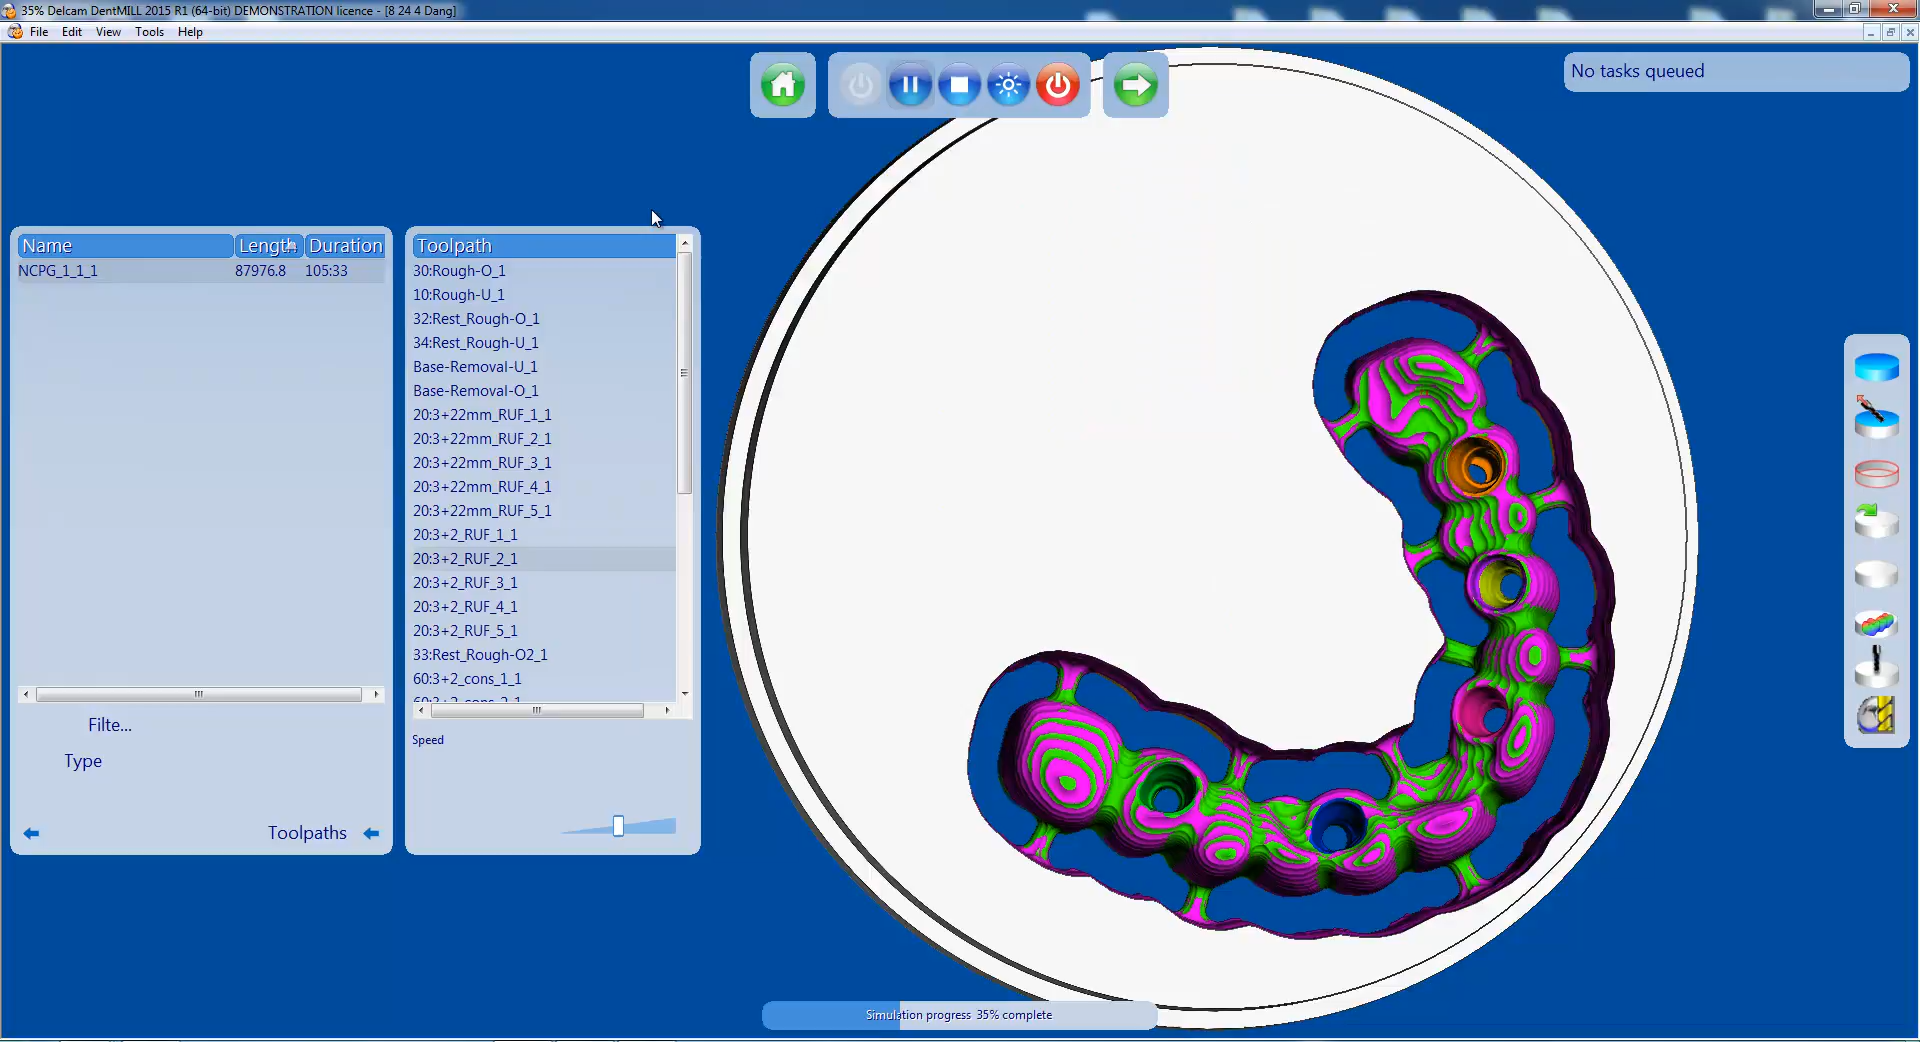 35% Delcam DentMILL 2015 R1 (64-bit) DEMONSTRATION licence - [8 24 4 Dang]
File Edit View Tools Help
No tasks queued
Name Length Duration
NCPG_1_1_1 87976.8 105:33
Filte...
Type
Toolpaths
Toolpath
30:Rough-O_1
10:Rough-U_1
32:Rest_Rough-O_1
34:Rest_Rough-U_1
Base-Removal-U_1
Base-Removal-O_1
20:3+22mm_RUF_1_1
20:3+22mm_RUF_2_1
20:3+22mm_RUF_3_1
20:3+22mm_RUF_4_1
20:3+22mm_RUF_5_1
20:3+2_RUF_1_1
20:3+2_RUF_2_1
20:3+2_RUF_3_1
20:3+2_RUF_4_1
20:3+2_RUF_5_1
33:Rest_Rough-O2_1
60:3+2_cons_1_1
Speed
Simulation progress 35% complete